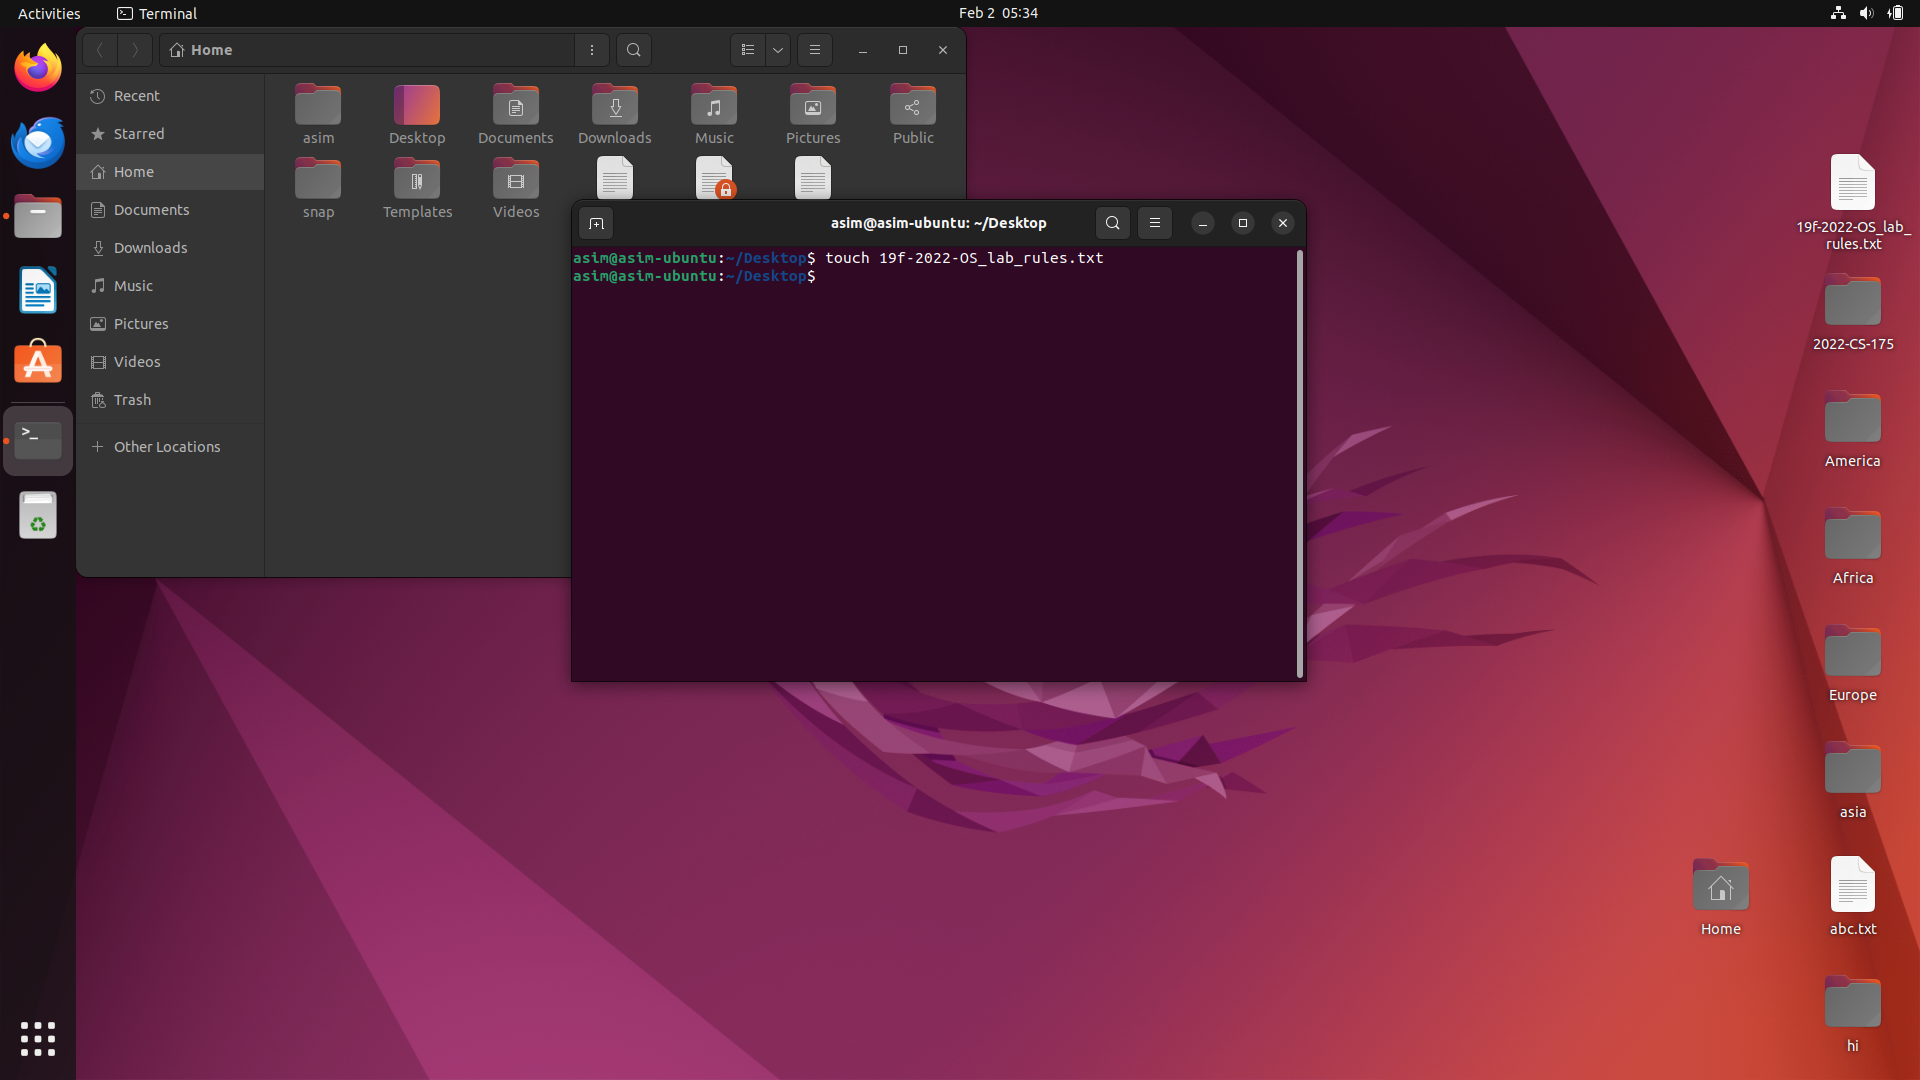 Activities
Terminal
Feb 2 05:34
Home
Recent
Starred
Home
Documents
Downloads
Music
Pictures
Videos
Trash
Other Locations
asim
Desktop
Documents
Downloads
Music
Pictures
Public
snap
Templates
Videos
asim@asim-ubuntu: ~/Desktop
asim@asim-ubuntu:~/Desktop$ touch 19f-2022-OS_lab_rules.txt
asim@asim-ubuntu:~/Desktop$
19f-2022-OS_lab_
rules.txt
2022-CS-175
America
Africa
Europe
asia
Home
abc.txt
hi